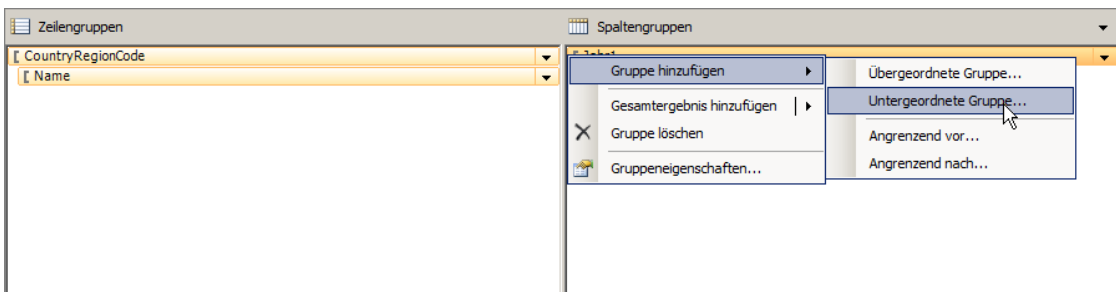 Zeilengruppen
Spaltengruppen
[ CountryRegionCode
[ Name
Gruppe hinzufügen
Übergeordnete Gruppe...
Untergeordnete Gruppe...
Gesamtergebnis hinzufügen
Angrenzend vor...
Gruppe löschen
Angrenzend nach...
Gruppeneigenschaften...